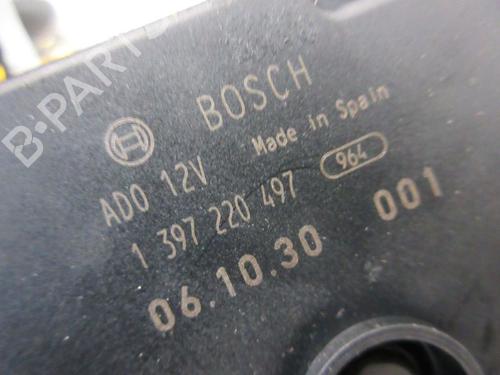 B-PARTS
BOSCH
ADO 12V Made in Spain
1 397 220 497 964
06.10.30 001